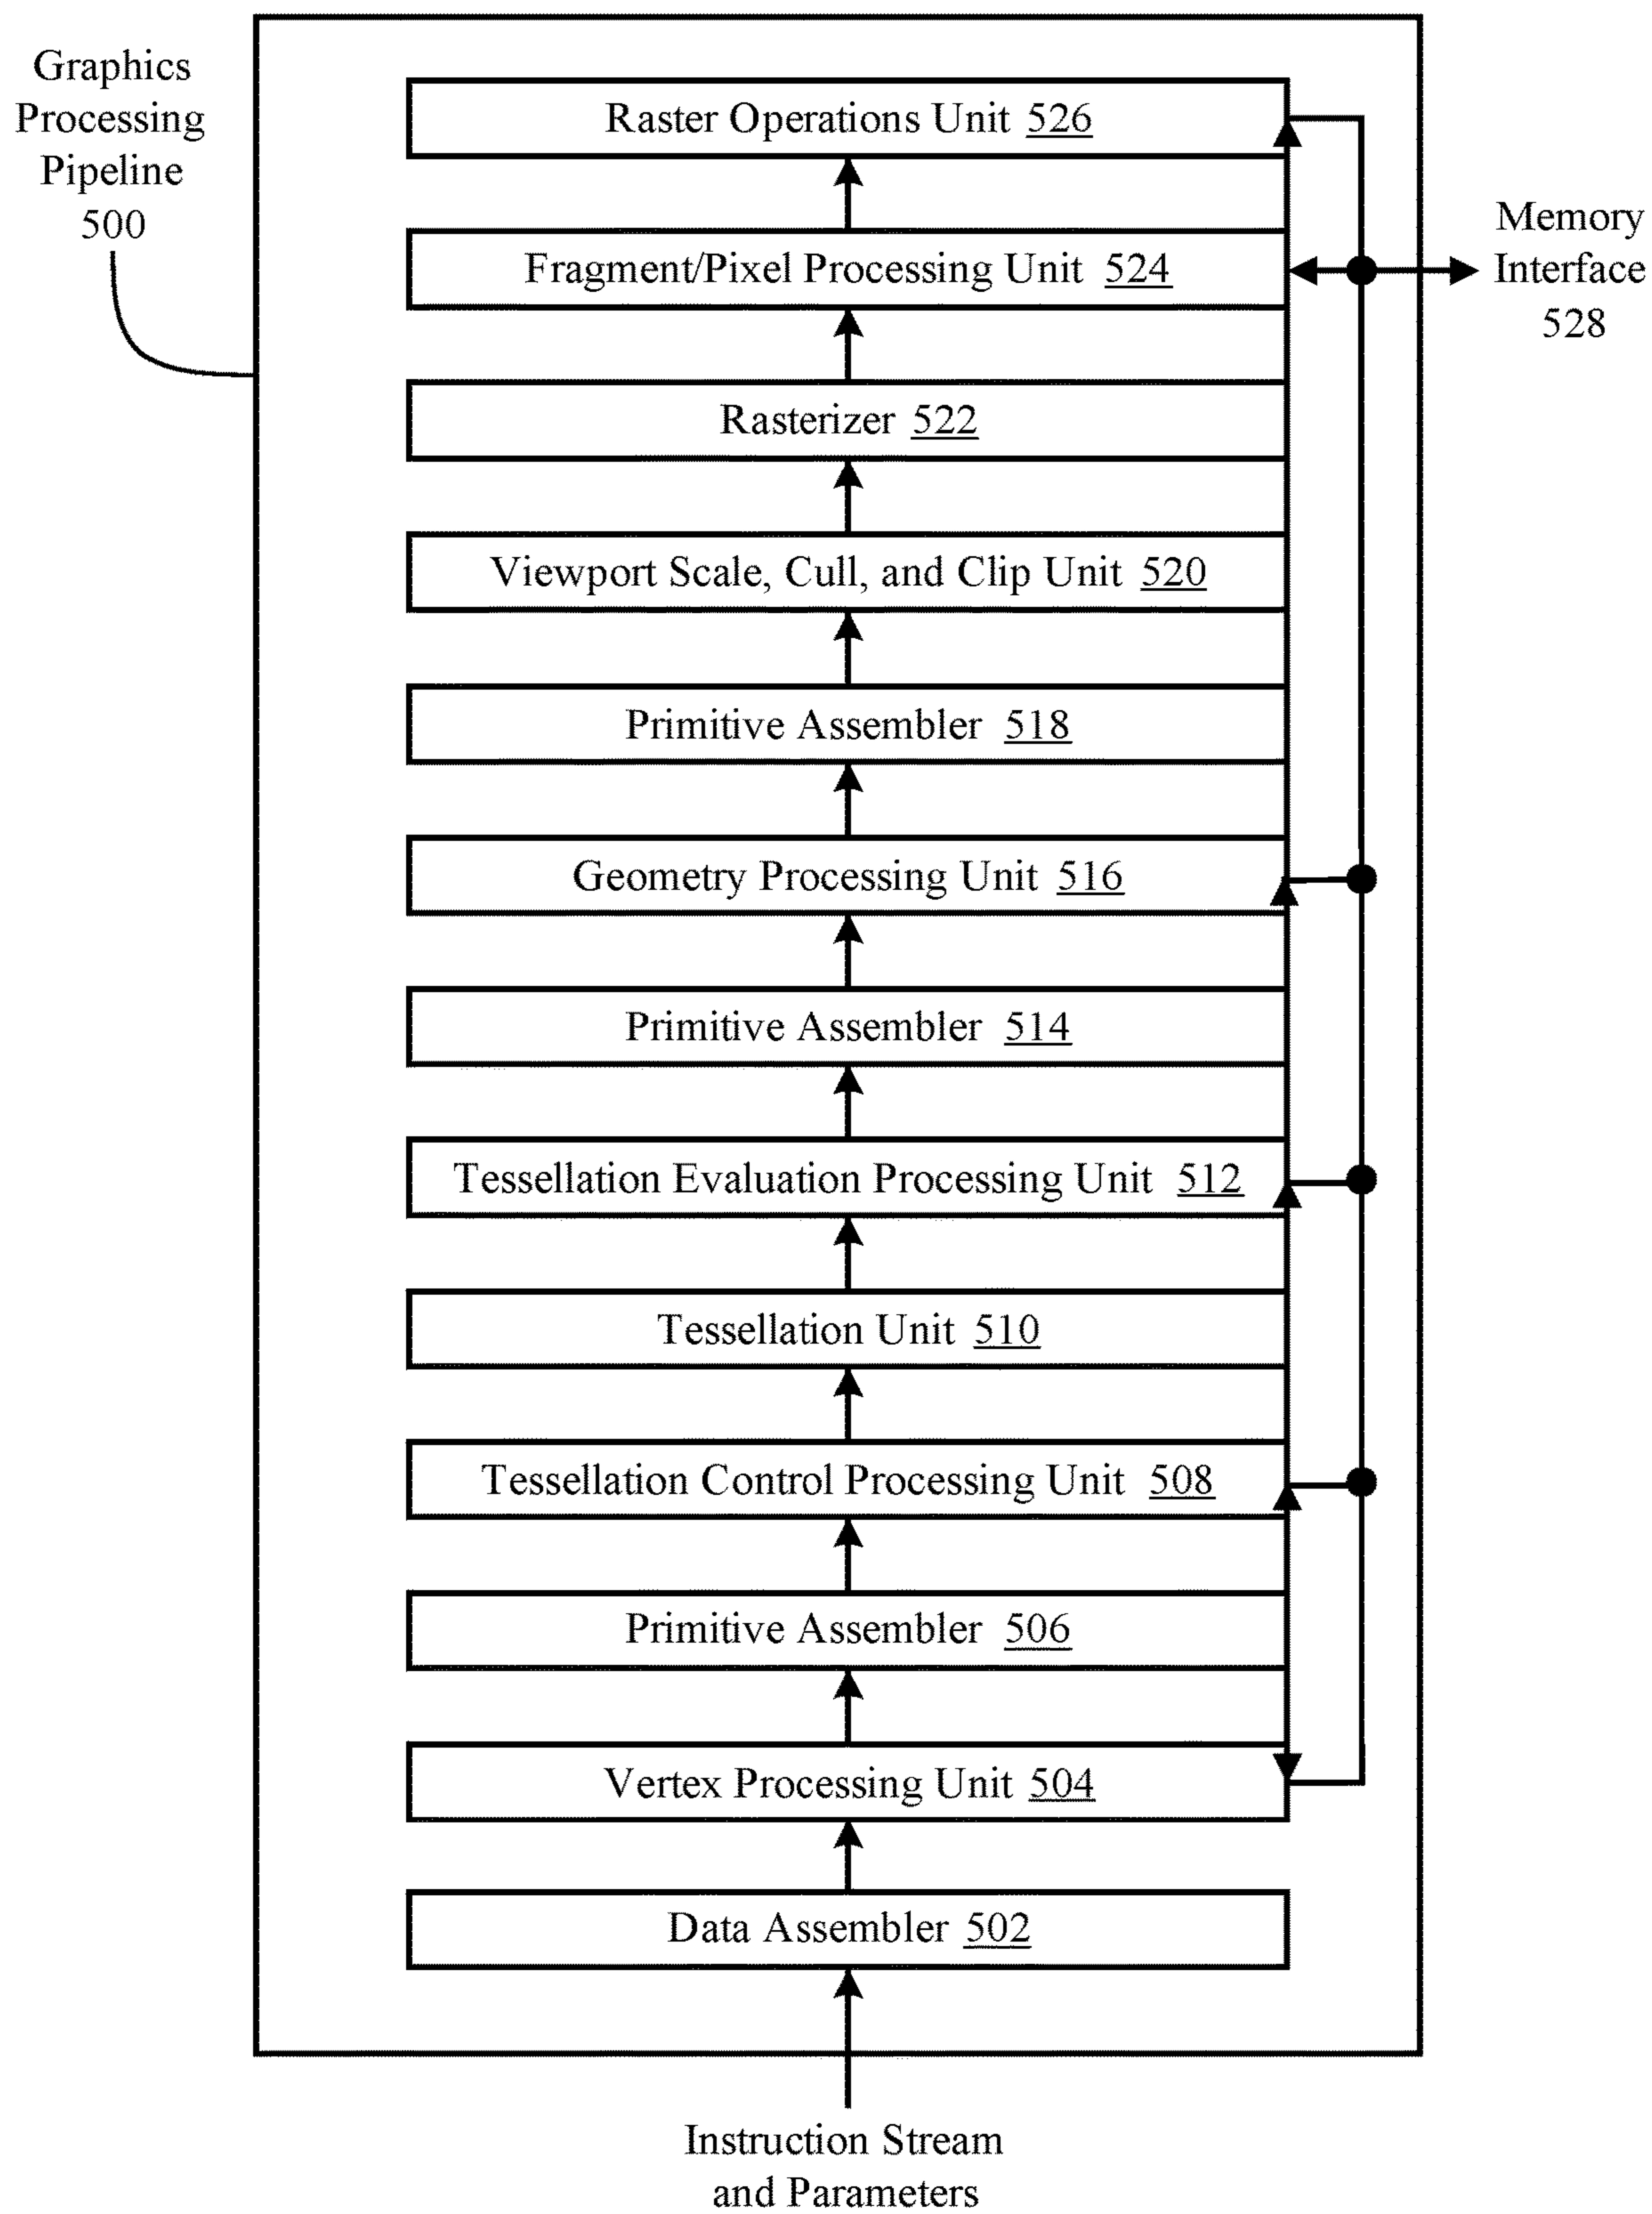 Graphics
Processing
Pipeline
500
Raster Operations Unit 526
Memory
Interface
528
Fragment/Pixel Processing Unit 524
Rasterizer 522
Viewport Scale, Cull, and Clip Unit 520
Primitive Assembler 518
Geometry Processing Unit 516
Primitive Assembler 514
Tessellation Evaluation Processing Unit 512
Tessellation Unit 510
Tessellation Control Processing Unit 508
Primitive Assembler 506
Vertex Processing Unit 504
Data Assembler 502
Instruction Stream
and Parameters